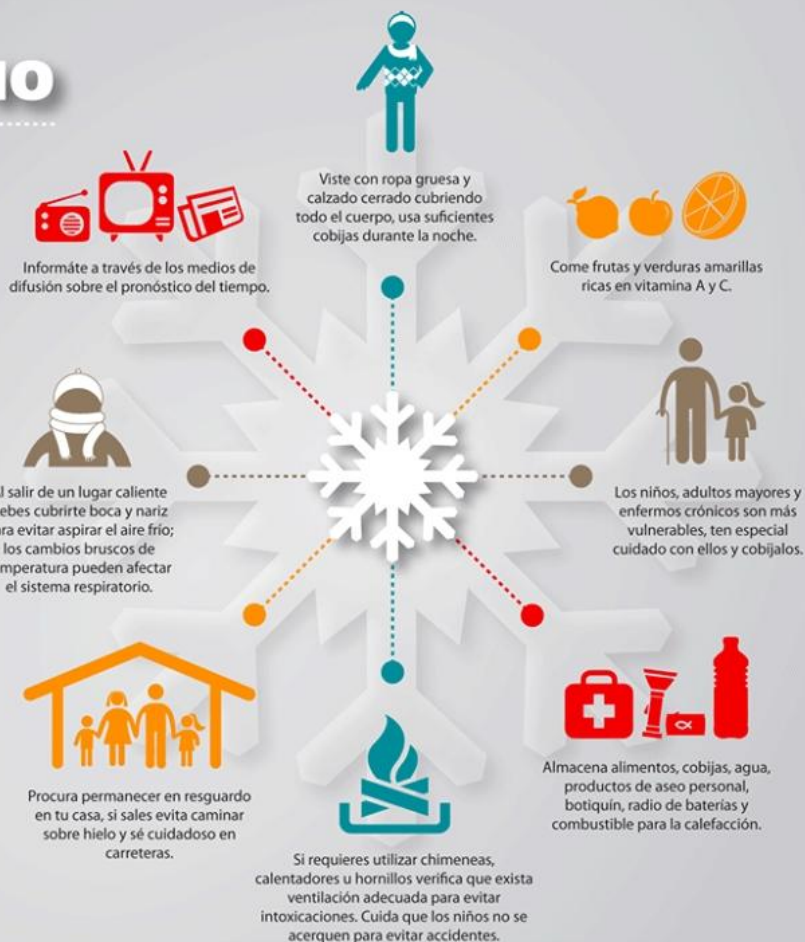 Viste con ropa gruesa y
calzado cerrado cubriendo
todo el cuerpo, usa suficientes
cobijas durante la noche.
Informáte a través de los medios de
difusión sobre el pronóstico del tiempo.
Come frutas y verduras amarillas
ricas en vitamina A y C.
salir de un lugar caliente
cubrirte boca y nariz
evitar aspirar el aire frío;
los cambios bruscos de
pueden afectar
el sistema respiratorio.
Los niños, adultos mayores y
enfermos crónicos son más
vulnerables, ten especial
cuidado con ellos y cobíjalos.
Procura permanecer en resguardo
en tu casa, si sales evita caminar
sobre hielo y sé cuidadoso en
carreteras.
Si requieres utilizar chimeneas,
calentadores u hornillos verifica que exista
ventilación adecuada para evitar
intoxicaciones. Cuida que los niños no se
acerquen para evitar accidentes.
Almacena alimentos, cobijas, agua,
productos de aseo personal,
botiquín, radio de baterías y
combustible para la calefacción.